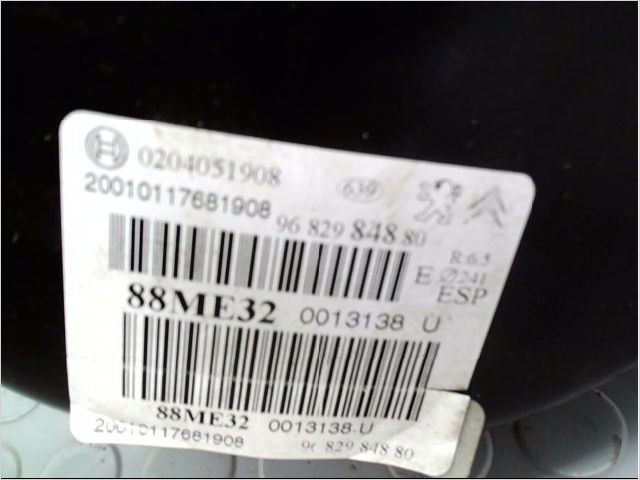 0204051908
639
20010117681908
96 829 848 80
R 6.5
E ∅241
ESP
88ME32 0013138 U
88ME32 0013138.U
20010117681908 96 829 848 80